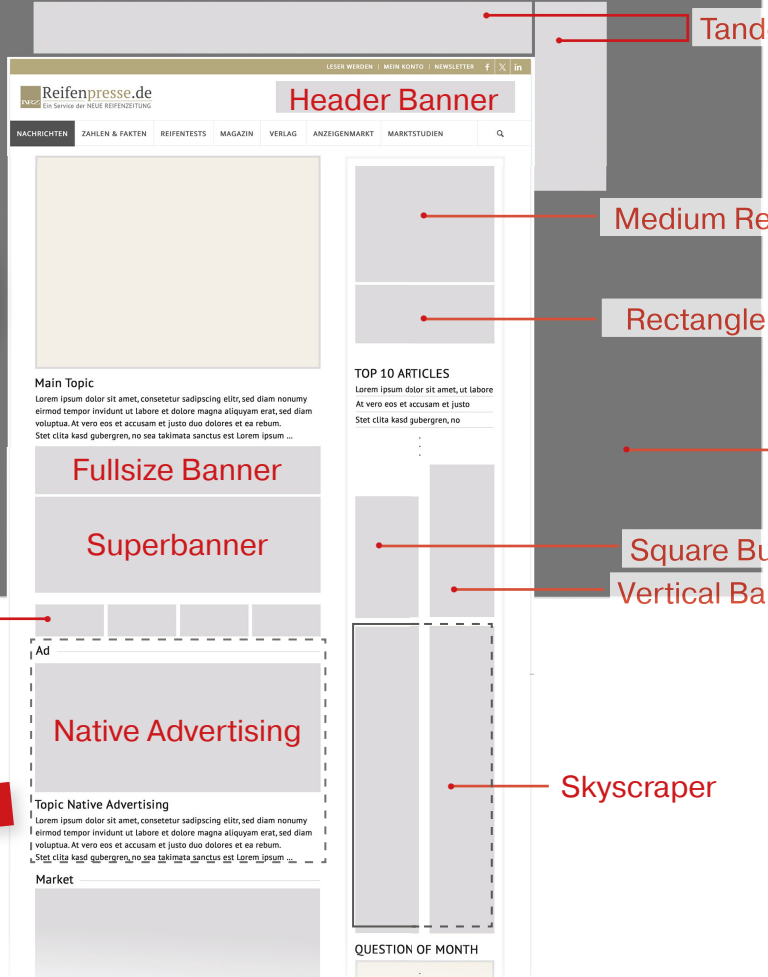 Tand
LESER WERDEN | MEIN KONTO | NEWSLETTER f X in
NRZ Reifenpresse.de
Ein Service der NEUE REIFENZEITUNG
Header Banner
NACHRICHTEN ZAHLEN & FAKTEN REIFENTESTS MAGAZIN VERLAG ANZEIGENMARKT MARKTSTUDIEN
Medium Re
Rectangle
Main Topic
Lorem ipsum dolor sit amet, consetetur sadipscing elitr, sed diam nonumy
eirmod tempor invidunt ut labore et dolore magna aliquyam erat, sed diam
voluptua. At vero eos et accusam et justo duo dolores et ea rebum.
Stet clita kasd gubergren, no sea takimata sanctus est Lorem ipsum ...
TOP 10 ARTICLES
Lorem ipsum dolor sit amet, ut labore
At vero eos et accusam et justo
Stet clita kasd gubergren, no
Fullsize Banner
Superbanner
Square Bu
Vertical Ba
Ad
Native Advertising
Skyscraper
Topic Native Advertising
Lorem ipsum dolor sit amet, consetetur sadipscing elitr, sed diam nonumy
eirmod tempor invidunt ut labore et dolore magna aliquyam erat, sed diam
voluptua. At vero eos et accusam et justo duo dolores et ea rebum.
Stet clita kasd gubergren, no sea takimata sanctus est Lorem ipsum ...
Market
QUESTION OF MONTH